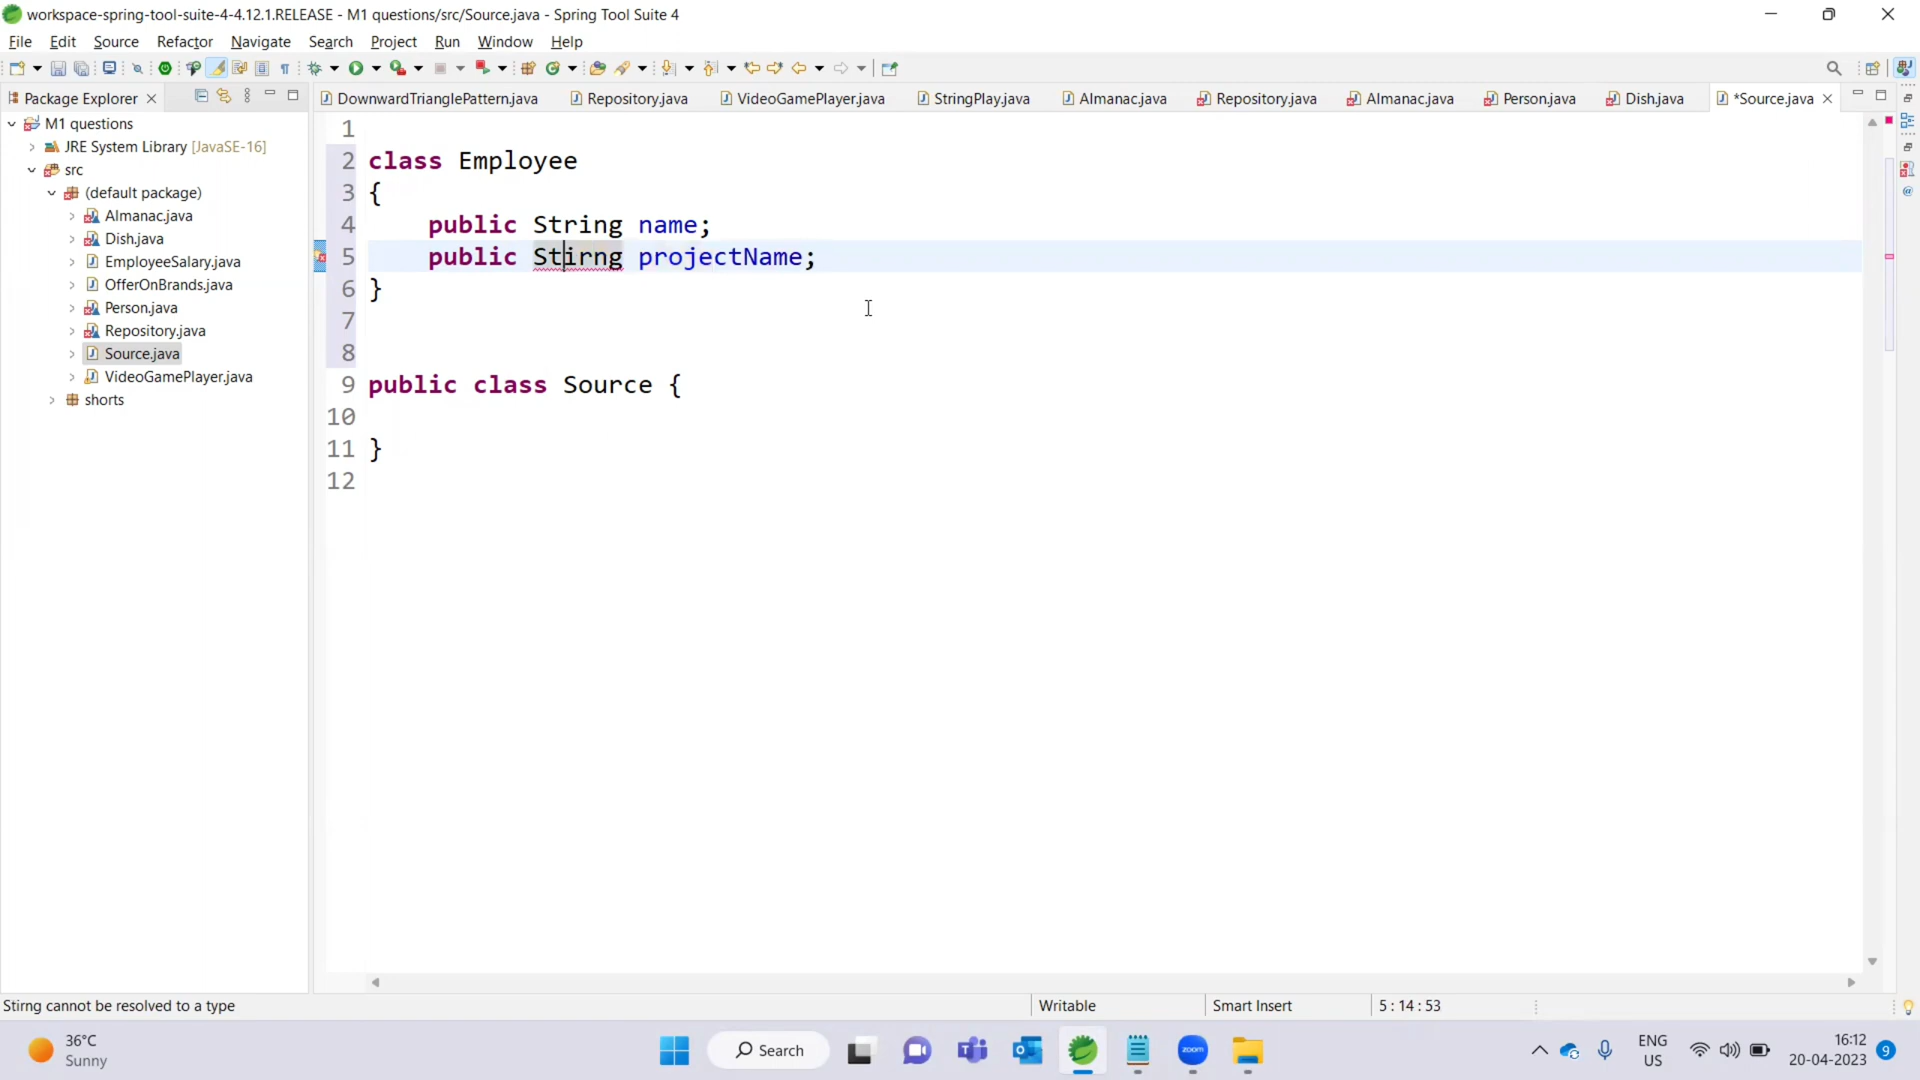 workspace-spring-tool-suite-4-4.12.1.RELEASE - M1 questions/src/Source.java - Spring Tool Suite 4
File Edit Source Refactor Navigate Search Project Run Window Help
Package Explorer
DownwardTrianglePattern.java Repository.java VideoGamePlayer.java StringPlay.java Almanac.java Repository.java Almanac.java Person.java Dish.java *Source.java
M1 questions
JRE System Library [JavaSE-16]
src
(default package)
Almanac.java
Dish.java
EmployeeSalary.java
OfferOnBrands.java
Person.java
Repository.java
Source.java
VideoGamePlayer.java
shorts
1
2 class Employee
3 {
4 public String name;
5 public Stirng projectName;
6 }
7
8
9 public class Source {
10
11 }
12
Stirng cannot be resolved to a type
Writable
Smart Insert
5 : 14 : 53
36°C
Sunny
Search
zoom
ENG
US
16:12
20-04-2023
9